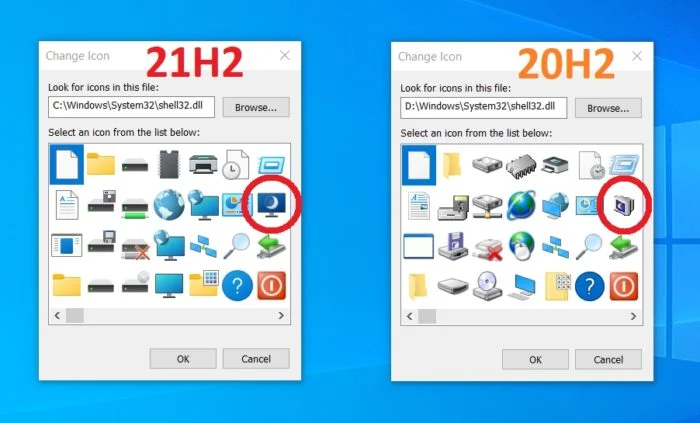 21H2
Change Icon
Look for icons in this file:
C:\Windows\System32\shell32.dll
Browse...
Select an icon from the list below:
OK
Cancel
20H2
Change Icon
Look for icons in this file:
D:\Windows\System32\shell32.dll
Browse...
Select an icon from the list below:
OK
Cancel